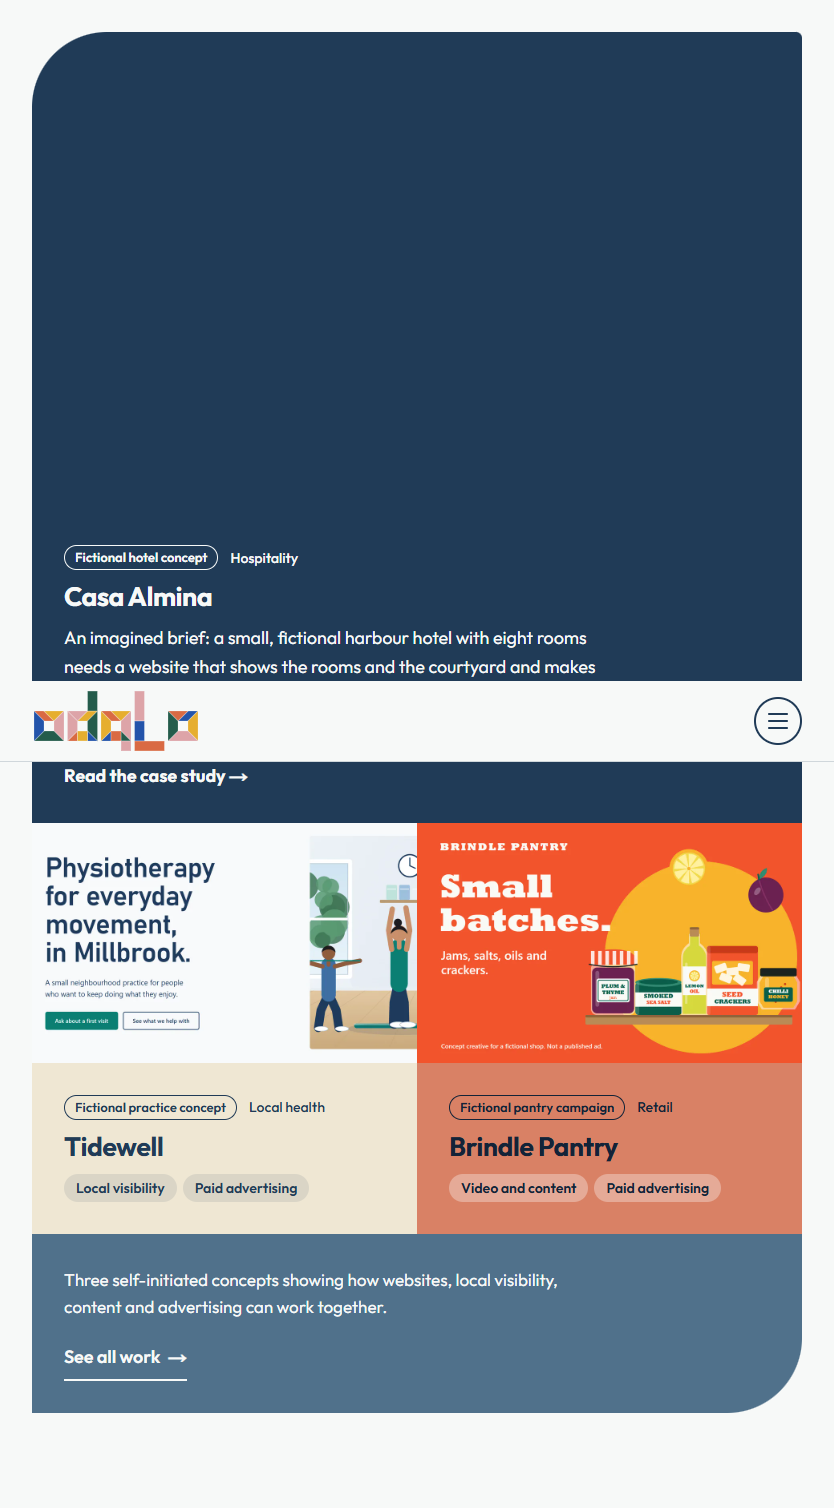 Fictional hotel concept Hospitality
Casa Almina
An imagined brief: a small, fictional harbour hotel with eight rooms
needs a website that shows the rooms and the courtyard and makes
Read the case study →
Physiotherapy
for everyday
movement,
in Millbrook.
A small neighbourhood practice for people
who want to keep doing what they enjoy.
Ask about a first visit See what we help with
BRINDLE PANTRY
Small
batches.
Jams, salts, oils and
crackers.
PLUM &
THYME
JAM
SMOKED
SEA SALT
LEMON
OIL
SEED
CRACKERS
CHILLI
HONEY
Concept creative for a fictional shop. Not a published ad.
Fictional practice concept Local health
Tidewell
Local visibility Paid advertising
Fictional pantry campaign Retail
Brindle Pantry
Video and content Paid advertising
Three self-initiated concepts showing how websites, local visibility,
content and advertising can work together.
See all work →